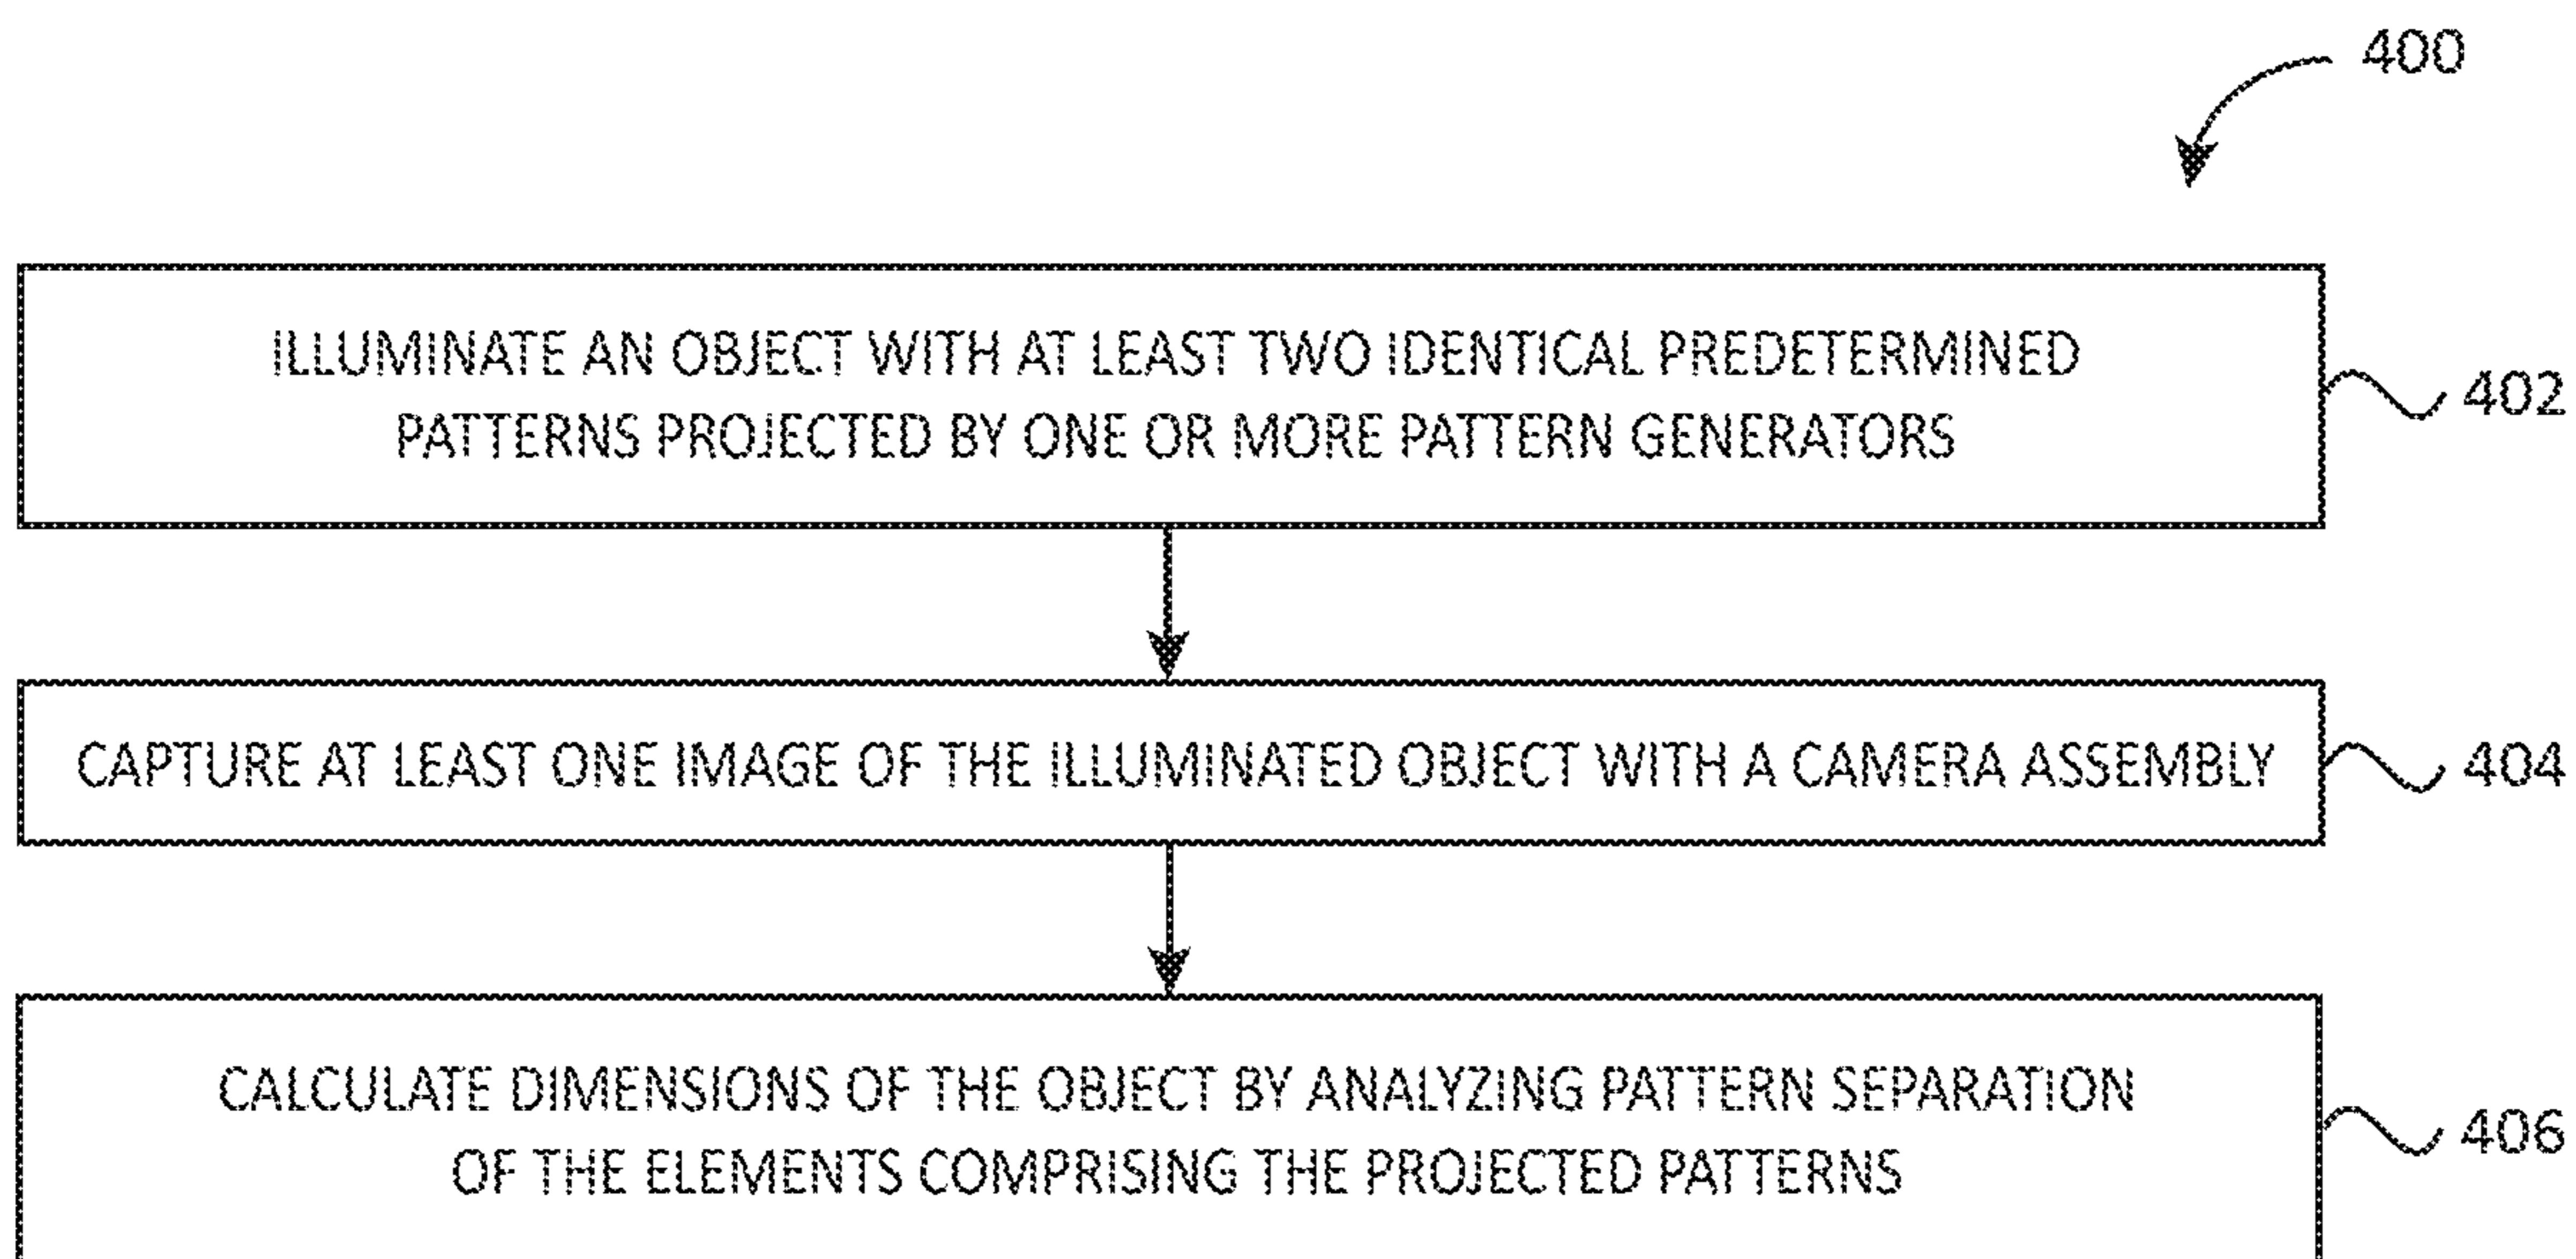 400
ILLUMINATE AN OBJECT WITH AT LEAST TWO IDENTICAL PREDETERMINED
PATTERNS PROJECTED BY ONE OR MORE PATTERN GENERATORS
402
CAPTURE AT LEAST ONE IMAGE OF THE ILLUMINATED OBJECT WITH A CAMERA ASSEMBLY
404
CALCULATE DIMENSIONS OF THE OBJECT BY ANALYZING PATTERN SEPARATION
OF THE ELEMENTS COMPRISING THE PROJECTED PATTERNS
406